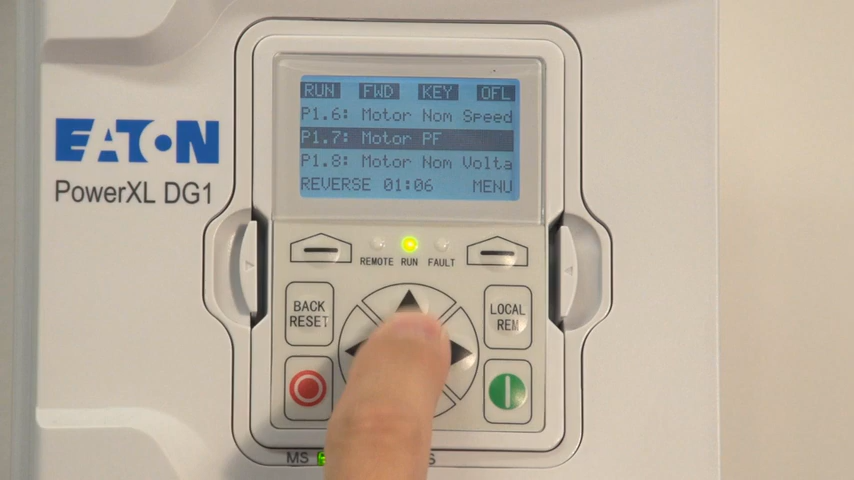 RUN FWD KEY OFL
P1.6: Motor Nom Speed
P1.7: Motor PF
P1.8: Motor Nom Volta
REVERSE 01:06 MENU
EATON
PowerXL DG1
REMOTE RUN FAULT
BACK
RESET
LOCAL
REM
MS